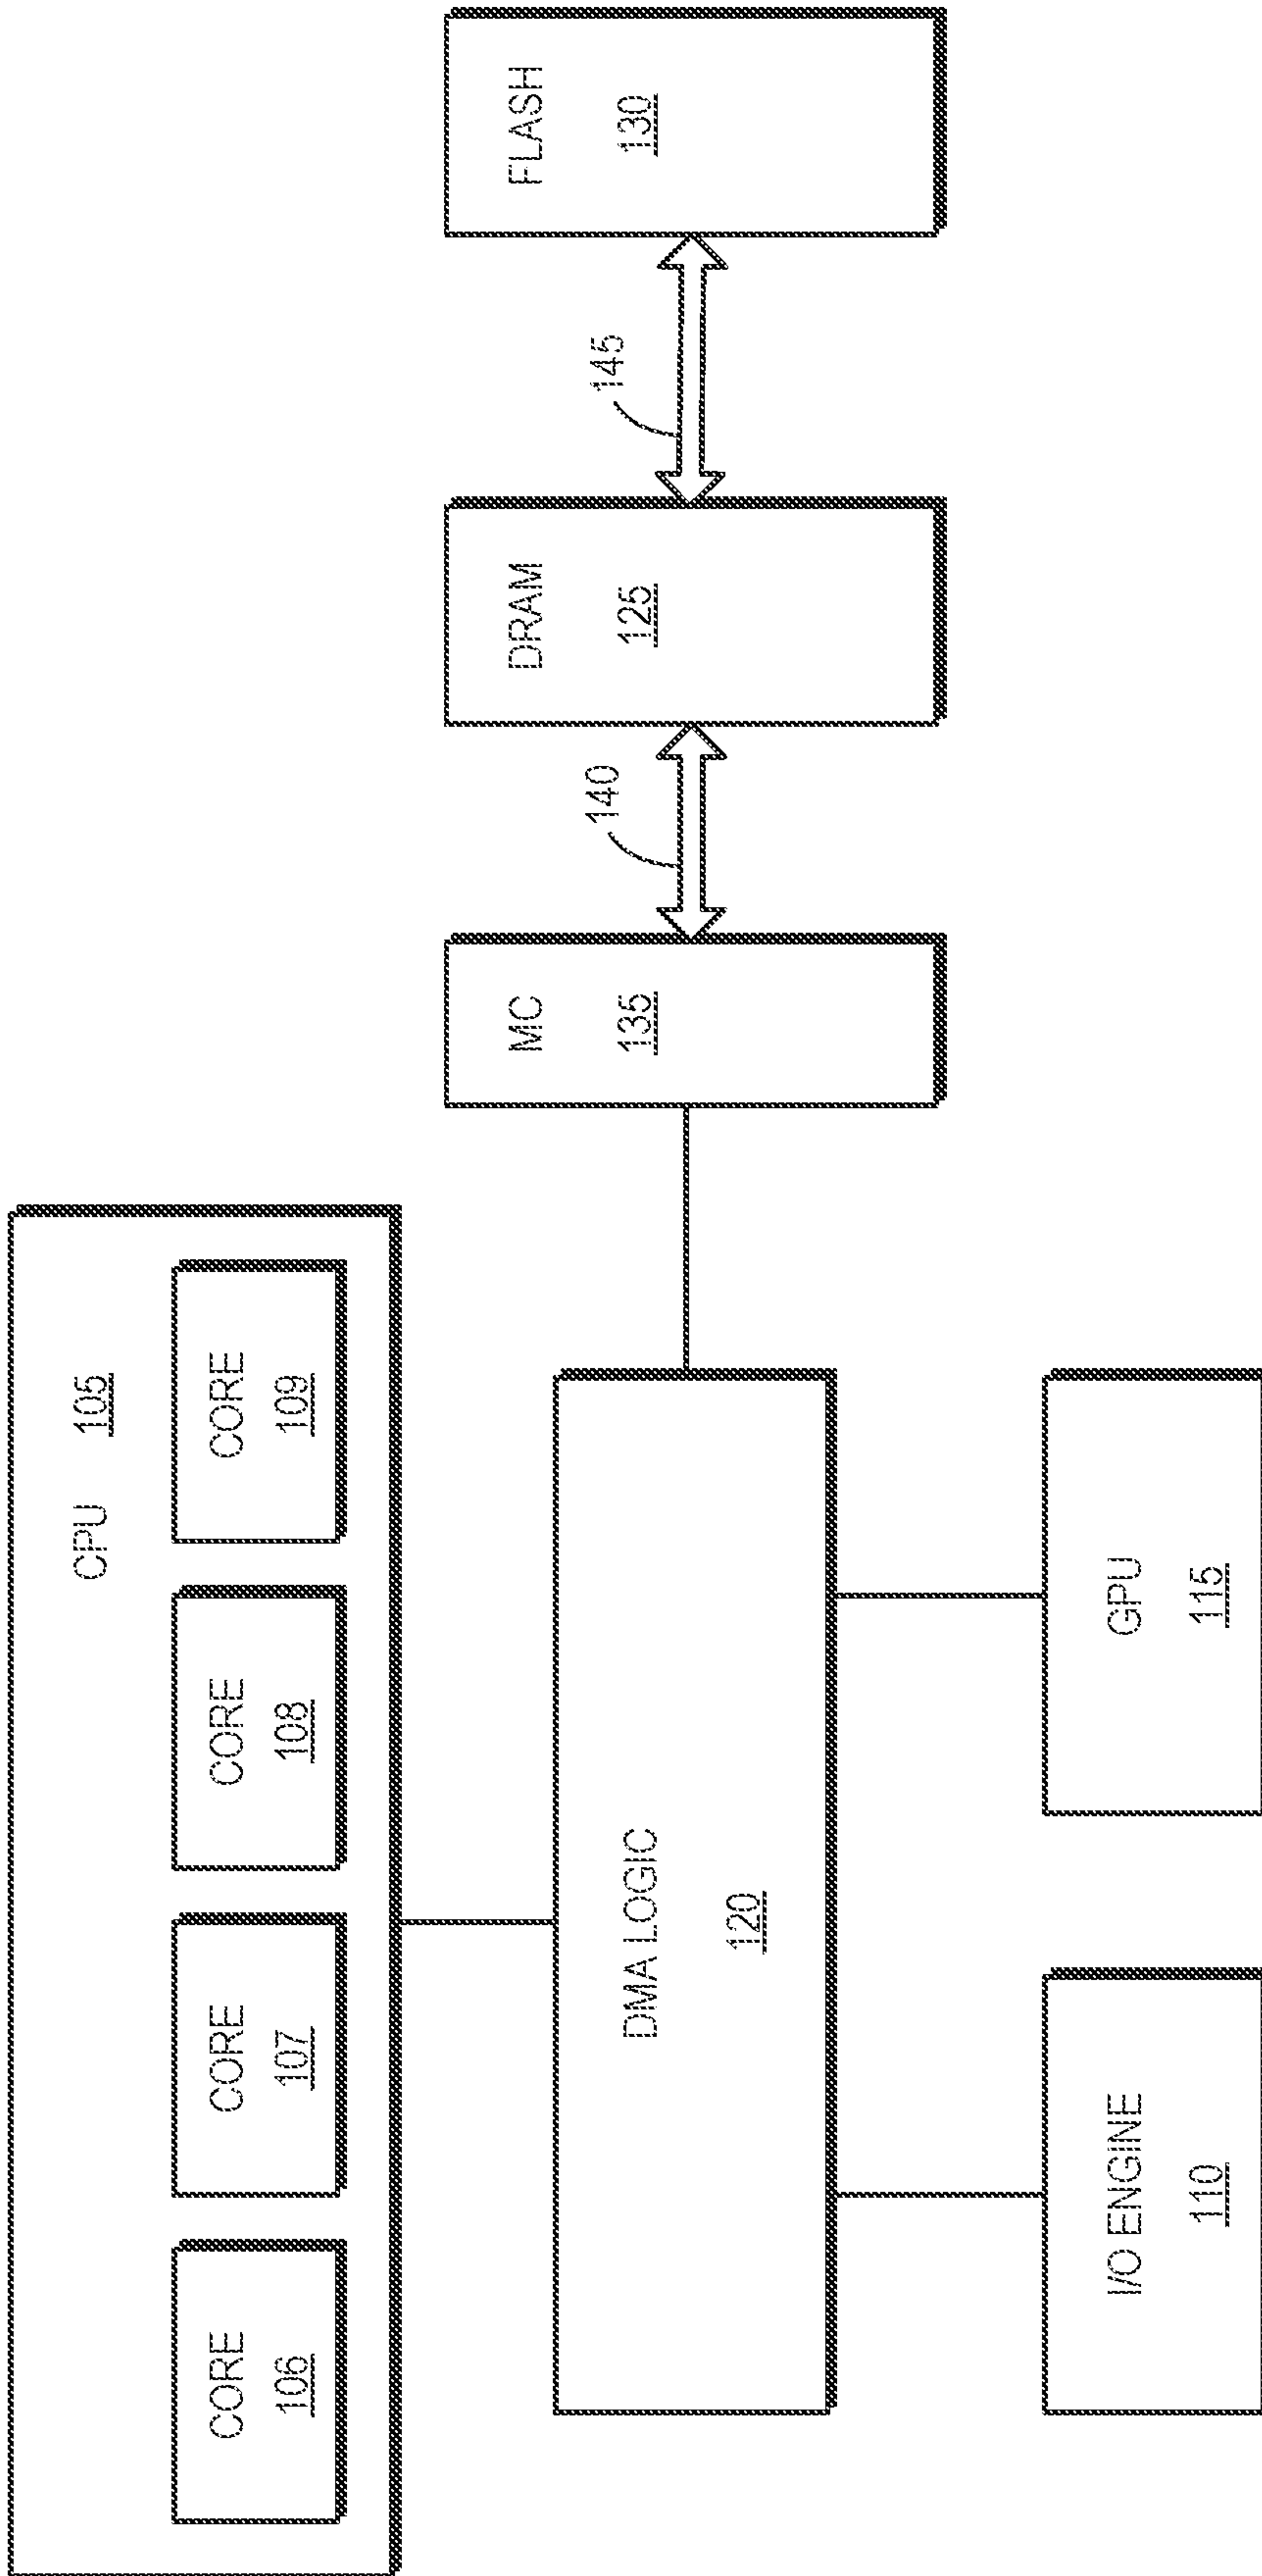 CPU 105
CORE
106
CORE
107
CORE
108
CORE
109
DMA LOGIC
120
I/O ENGINE
110
GPU
115
MC
135
140
DRAM
125
145
FLASH
130